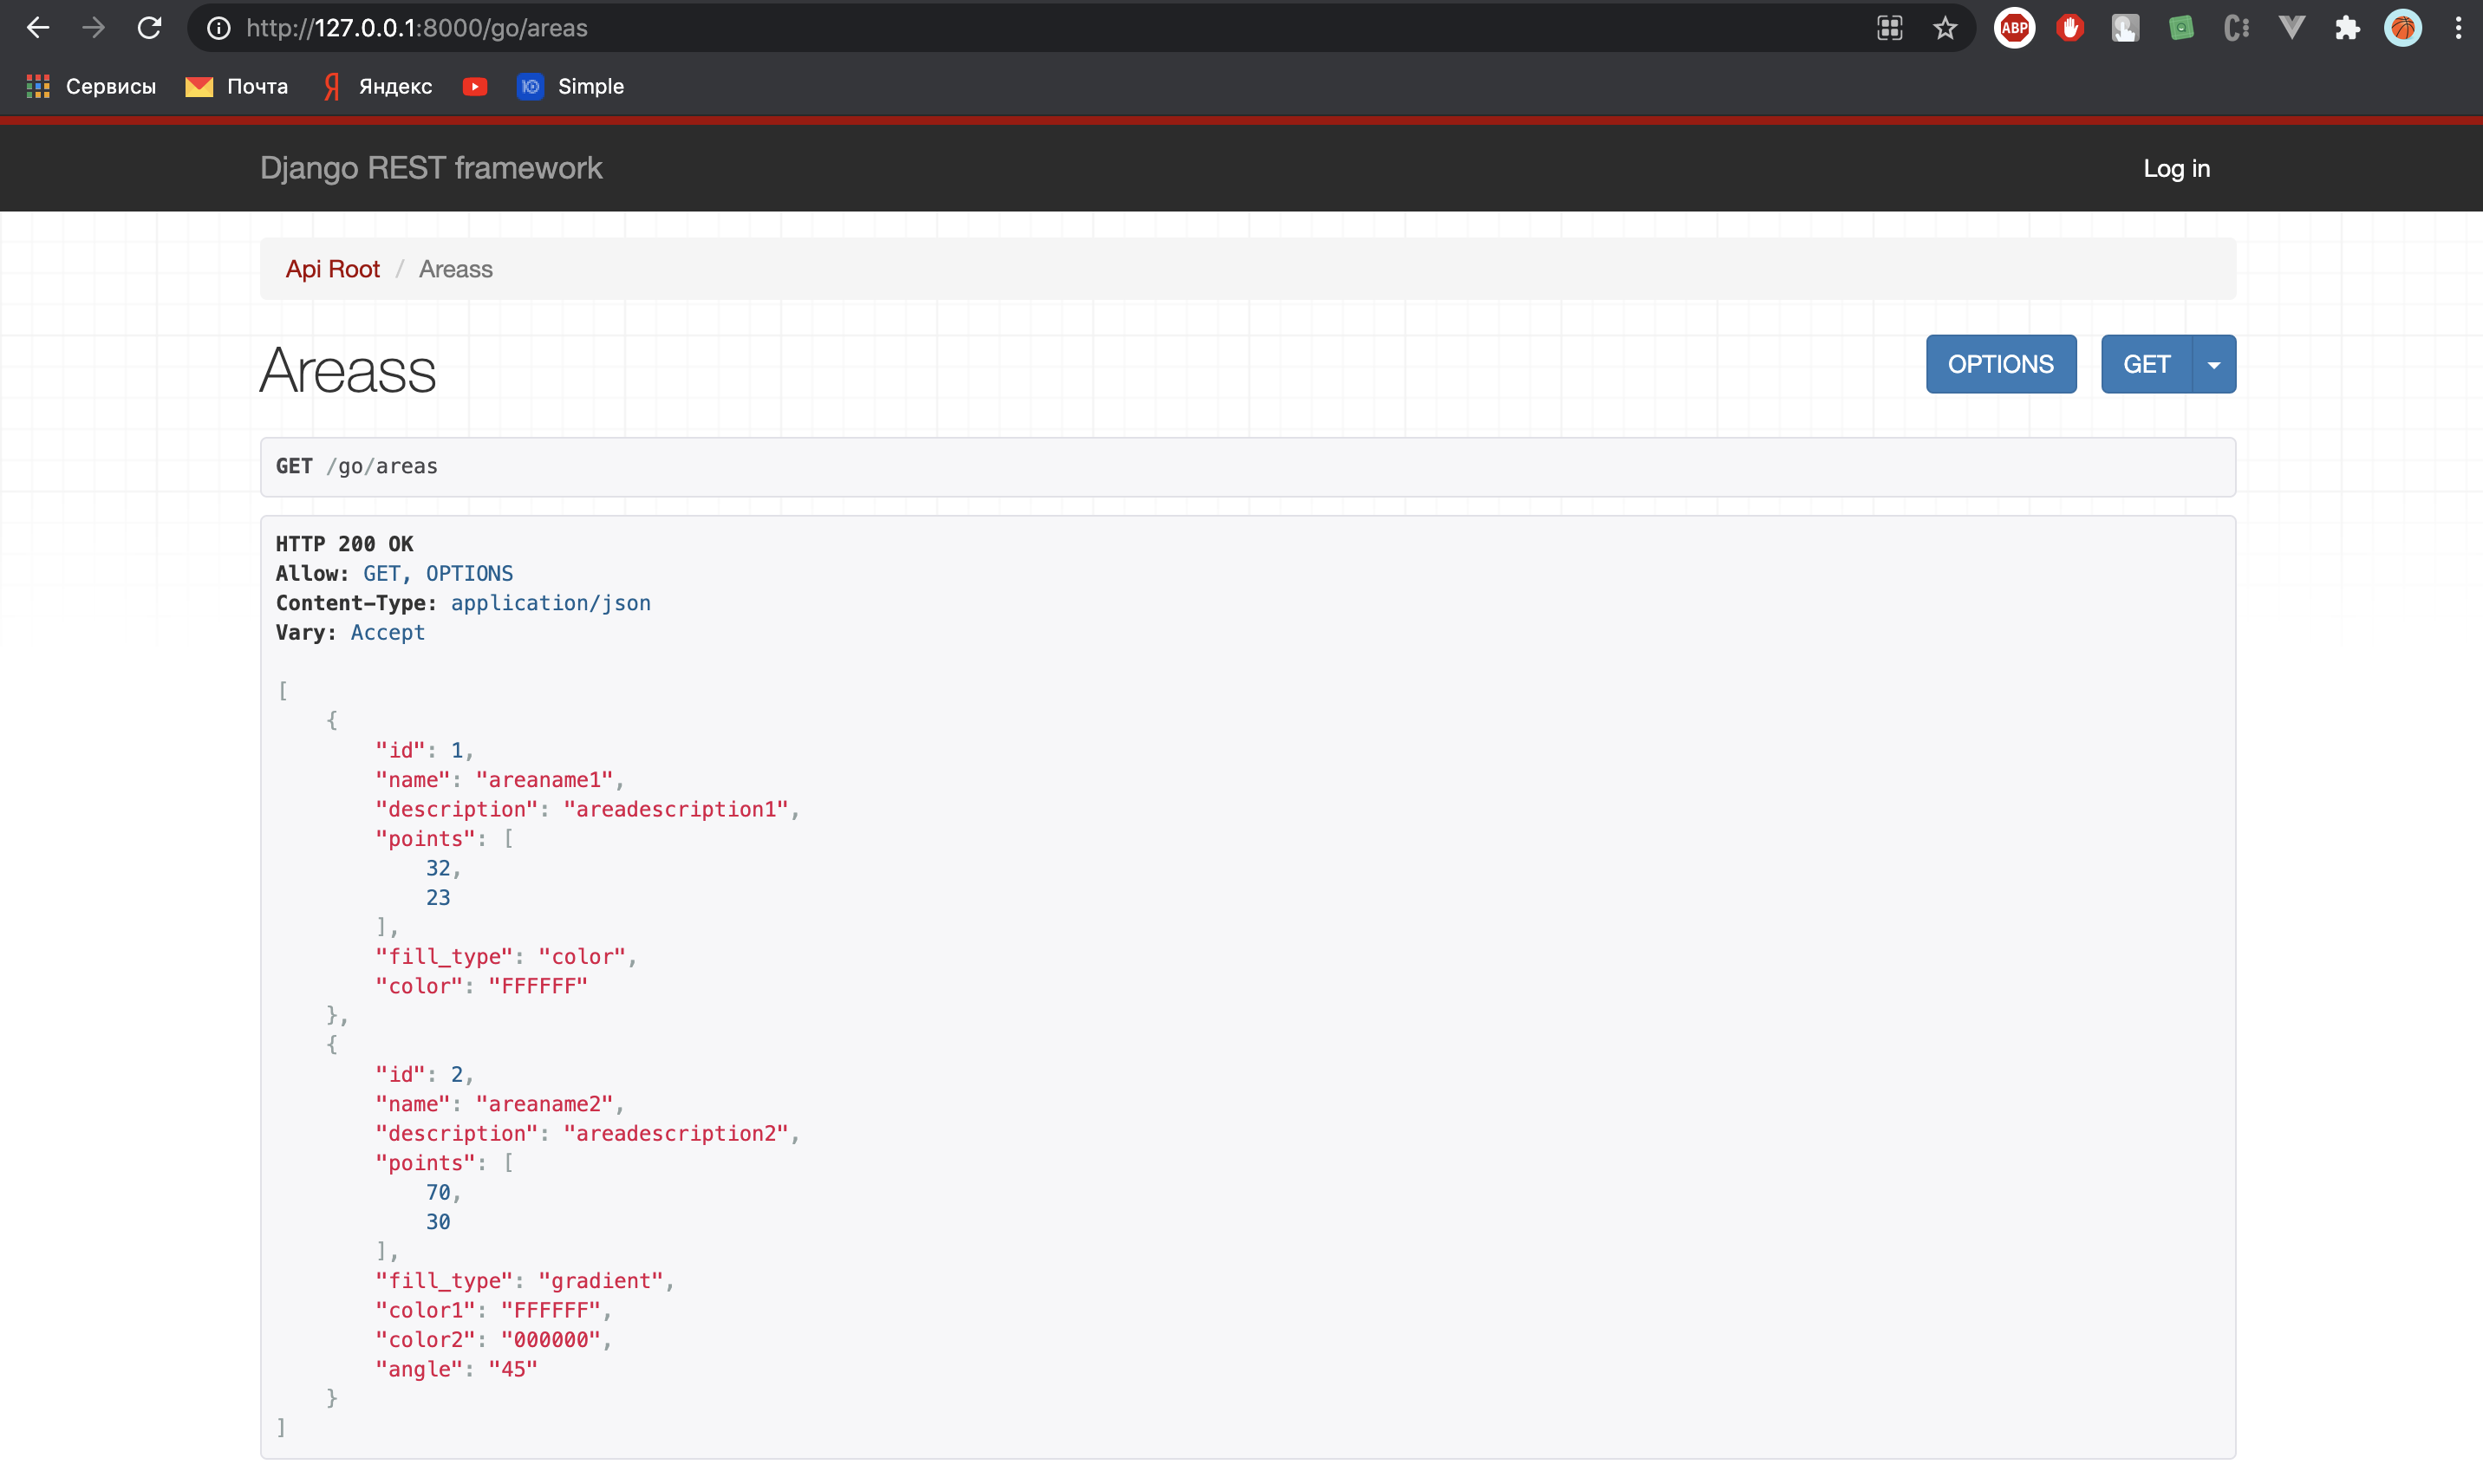 http://127.0.0.1:8000/go/areas
ABP
Сервисы Почта Яндекс Simple
Django REST framework Log in
Api Root / Areass
Areass OPTIONS GET
GET /go/areas
HTTP 200 OK
Allow: GET, OPTIONS
Content-Type: application/json
Vary: Accept
[
    {
        "id": 1,
        "name": "areaname1",
        "description": "areadescription1",
        "points": [
            32,
            23
        ],
        "fill_type": "color",
        "color": "FFFFFF"
    },
    {
        "id": 2,
        "name": "areaname2",
        "description": "areadescription2",
        "points": [
            70,
            30
        ],
        "fill_type": "gradient",
        "color1": "FFFFFF",
        "color2": "000000",
        "angle": "45"
    }
]